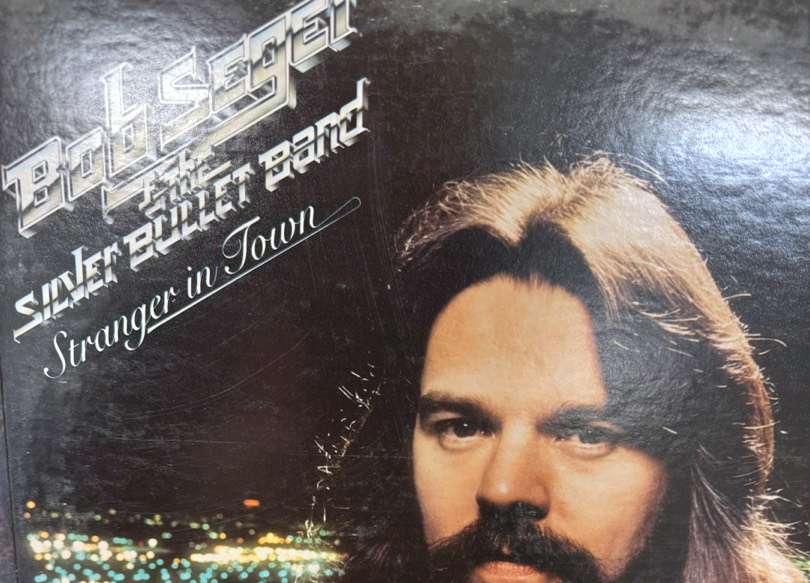 Bob Seger
& the
SILVER BULLET Band
Stranger in Town